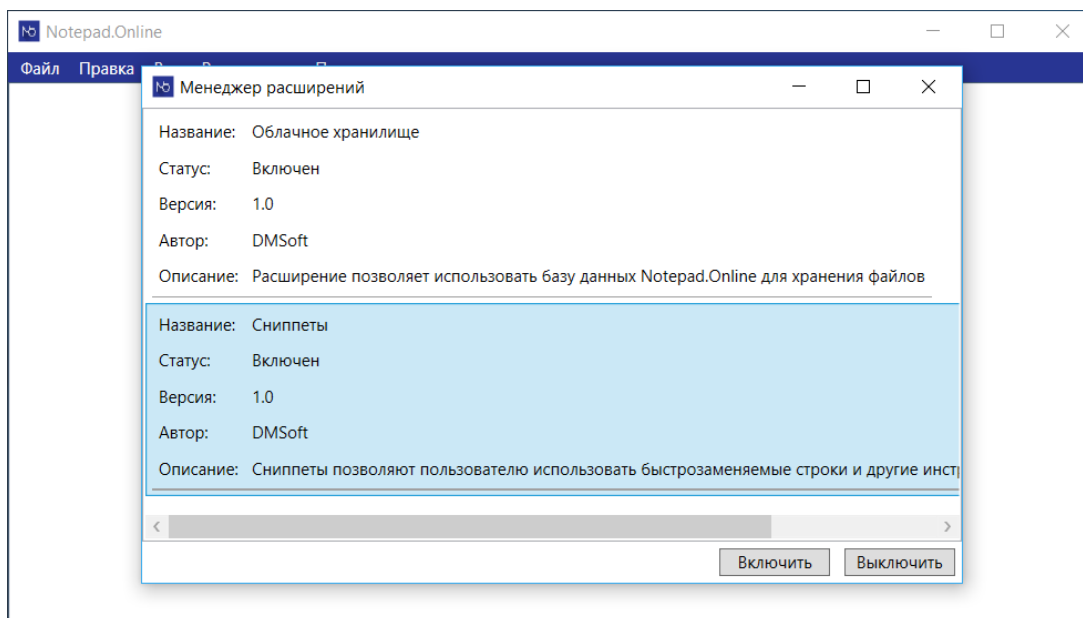 Notepad.Online
Файл Правка
Менеджер расширений
Название: Облачное хранилище
Статус: Включен
Версия: 1.0
Автор: DMSoft
Описание: Расширение позволяет использовать базу данных Notepad.Online для хранения файлов
Название: Сниппеты
Статус: Включен
Версия: 1.0
Автор: DMSoft
Описание: Сниппеты позволяют пользователю использовать быстрозаменяемые строки и другие
Включить Выключить